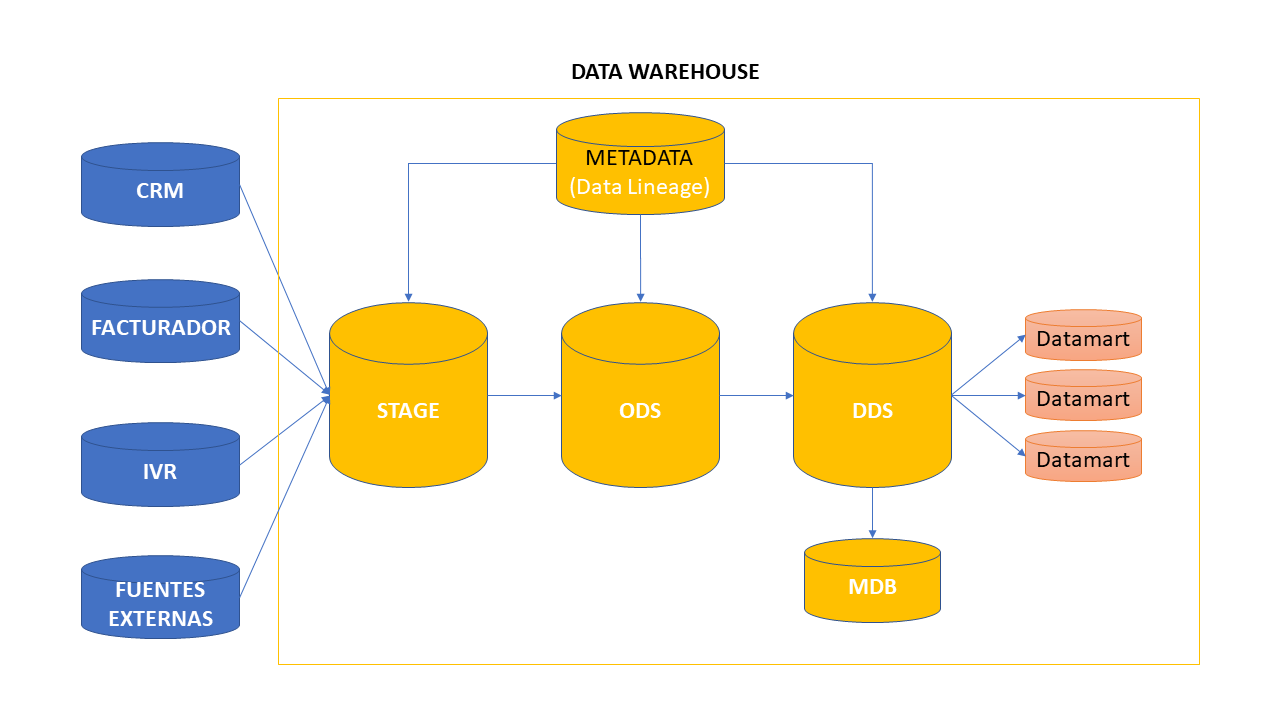 DATA WAREHOUSE
METADATA
(Data Lineage)
CRM
FACTURADOR
IVR
FUENTES
EXTERNAS
STAGE
ODS
DDS
Datamart
Datamart
Datamart
MDB